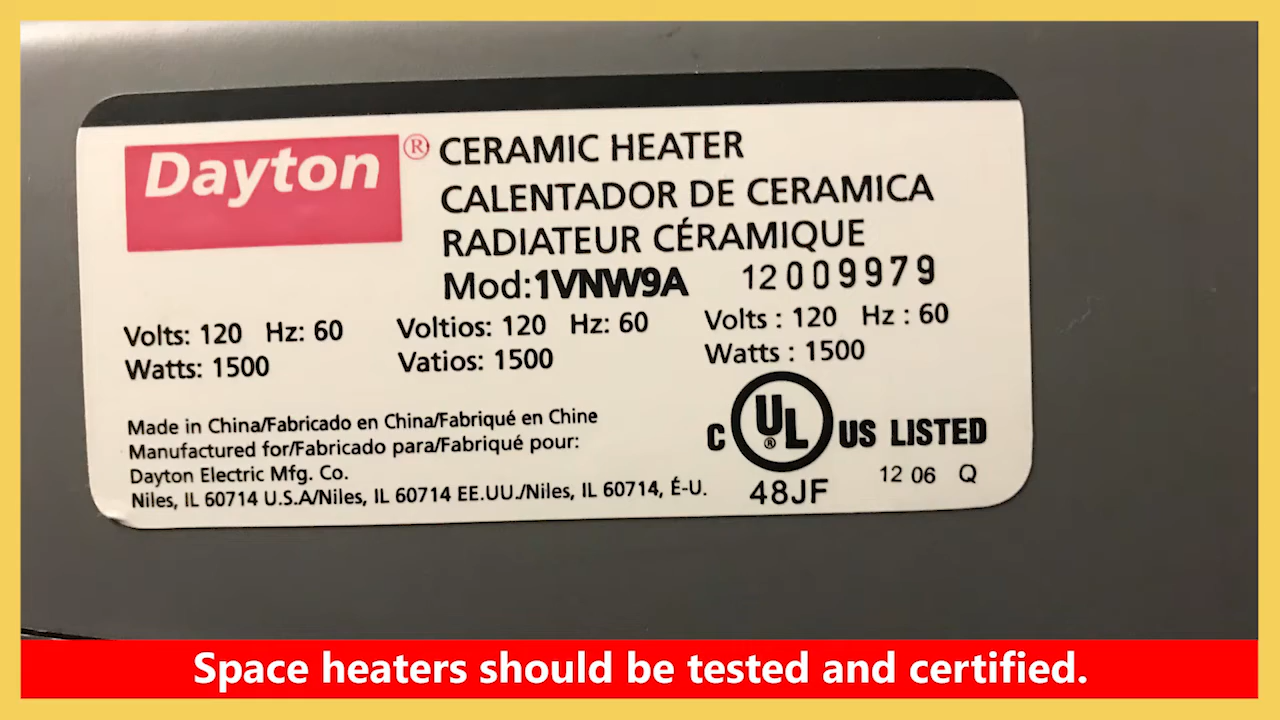 Dayton®
CERAMIC HEATER
CALENTADOR DE CERAMICA
RADIATEUR CÉRAMIQUE
Mod:1VNW9A 12009979
Volts: 120 Hz: 60
Watts: 1500
Voltios: 120 Hz: 60
Vatios: 1500
Volts : 120 Hz : 60
Watts : 1500
Made in China/Fabricado en China/Fabriqué en Chine
Manufactured for/Fabricado para/Fabriqué pour:
Dayton Electric Mfg. Co.
Niles, IL 60714 U.S.A/Niles, IL 60714 EE.UU./Niles, IL 60714, É-U.
C UL® US LISTED
48JF
12 06 Q
Space heaters should be tested and certified.